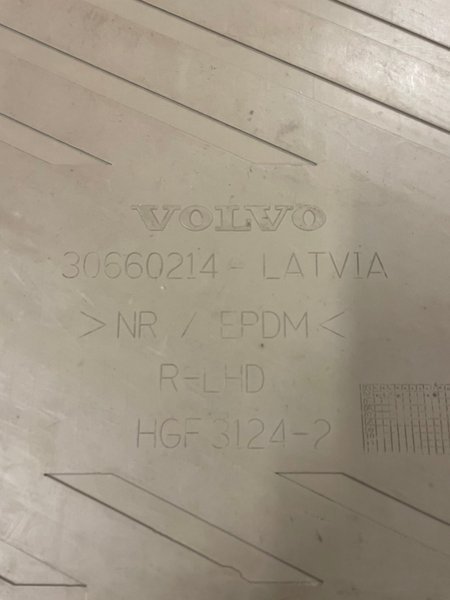 VOLVO
30660214 - LATVIA
>NR / EPDM<
R-LHD
HGF 3124-2